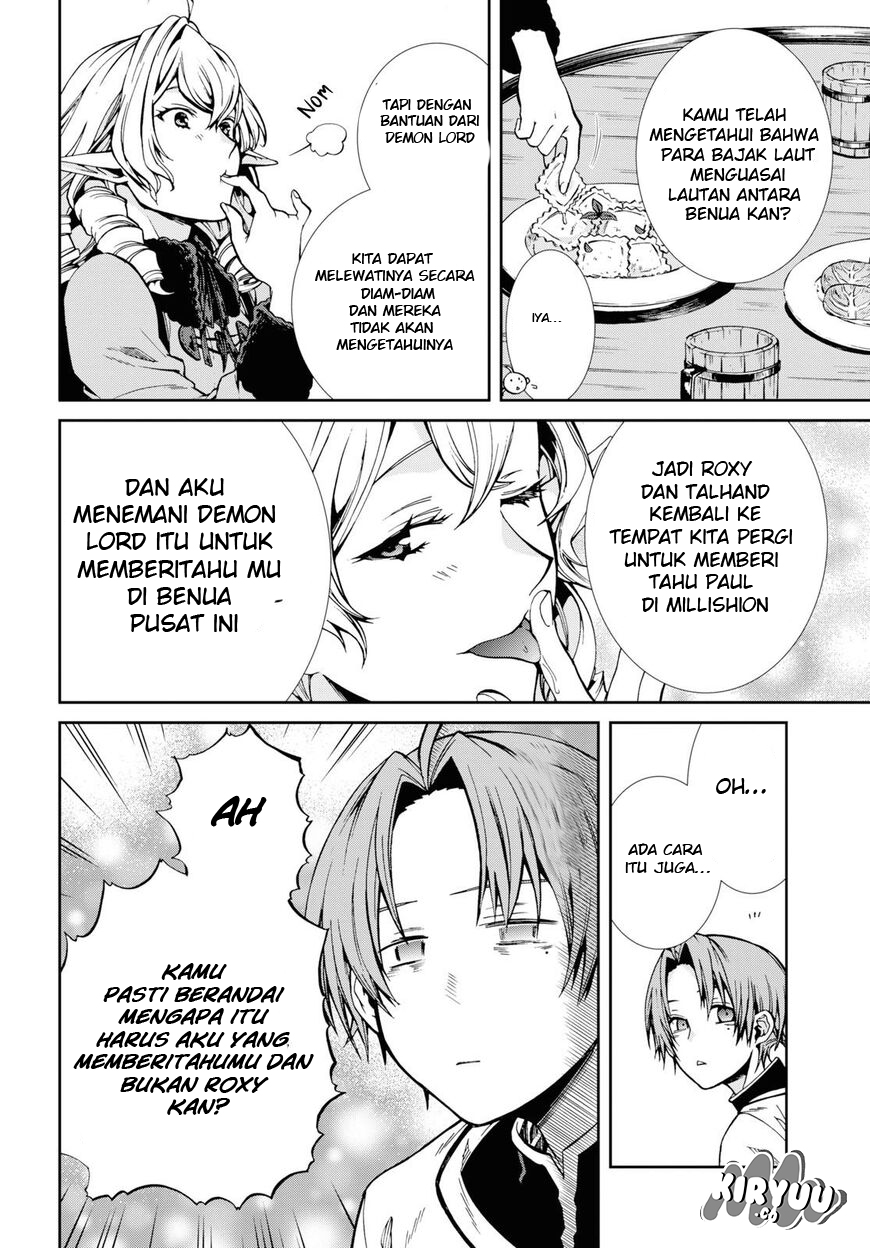 KAMU TELAH
MENGETAHUI BAHWA
PARA BAJAK LAUT
MENGUASAI
LAUTAN ANTARA
BENUA KAN?
IYA...
TAPI DENGAN
BANTUAN DARI
DEMON LORD
NOM
KITA DAPAT
MELEWATINYA SECARA
DIAM-DIAM
DAN MEREKA
TIDAK AKAN
MENGETAHUINYA
JADI ROXY
DAN TALHAND
KEMBALI KE
TEMPAT KITA PERGI
UNTUK MEMBERI
TAHU PAUL
DI MILLISHION
DAN AKU
MENEMANI DEMON
LORD ITU UNTUK
MEMBERITAHU MU
DI BENUA
PUSAT INI
OH...
ADA CARA
ITU JUGA...
AH
KAMU
PASTI BERANDAI
MENGAPA ITU
HARUS AKU YANG
MEMBERITAHUMU DAN
BUKAN ROXY
KAN?
KIRYUU
.CO